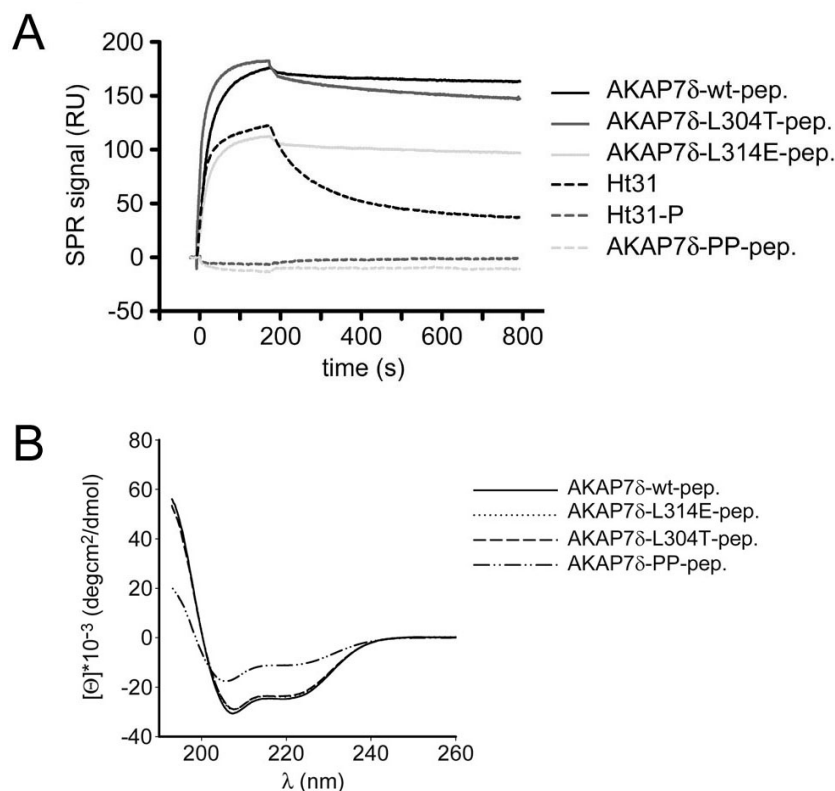 A
SPR signal (RU)
200
150
100
50
0
-50
0 200 400 600 800
time (s)
AKAP7δ-wt-pep.
AKAP7δ-L304T-pep.
AKAP7δ-L314E-pep.
Ht31
Ht31-P
AKAP7δ-PP-pep.
B
[Θ]*10⁻³ (degcm²/dmol)
80
60
40
20
0
-20
-40
200 220 240 260
λ (nm)
AKAP7δ-wt-pep.
AKAP7δ-L314E-pep.
AKAP7δ-L304T-pep.
AKAP7δ-PP-pep.